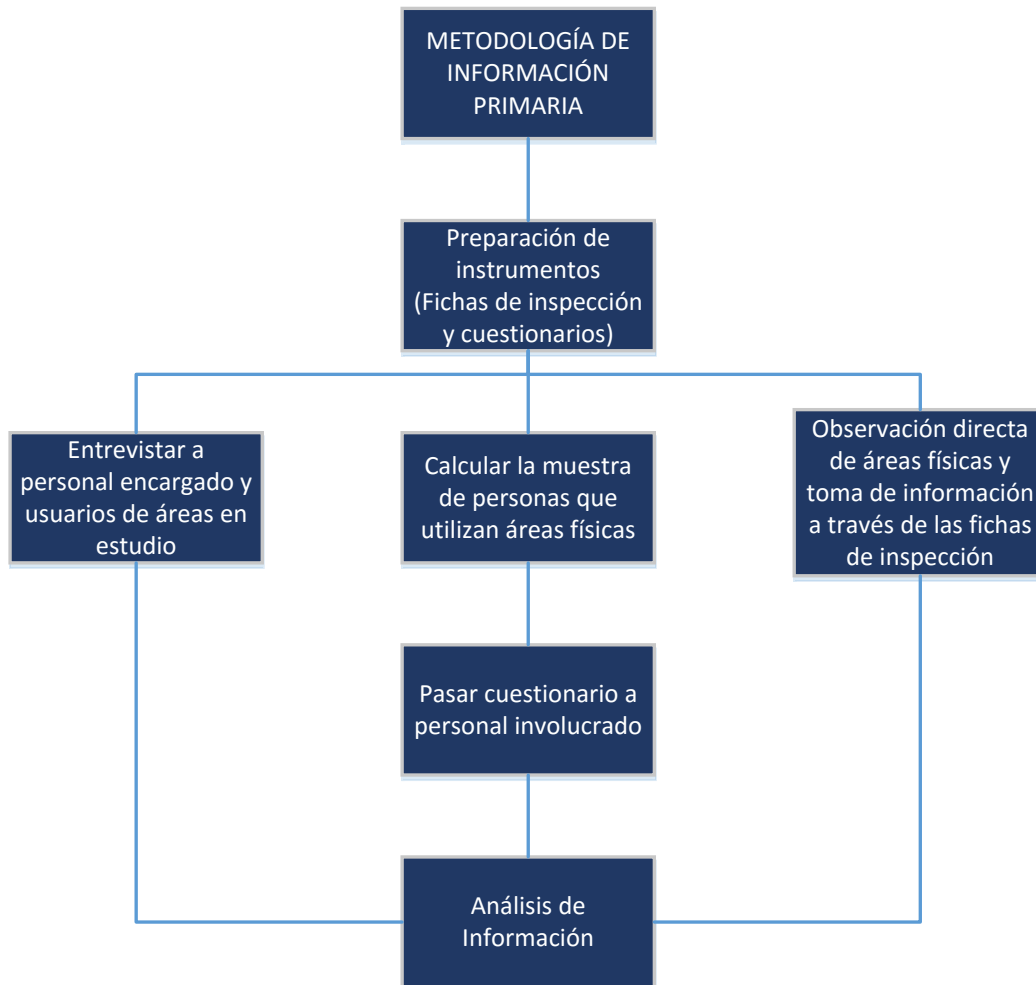 METODOLOGÍA DE
INFORMACIÓN
PRIMARIA
Preparación de
instrumentos
(Fichas de inspección
y cuestionarios)
Entrevistar a
personal encargado y
usuarios de áreas en
estudio
Calcular la muestra
de personas que
utilizan áreas físicas
Observación directa
de áreas físicas y
toma de información
a través de las fichas
de inspección
Pasar cuestionario a
personal involucrado
Análisis de
Información